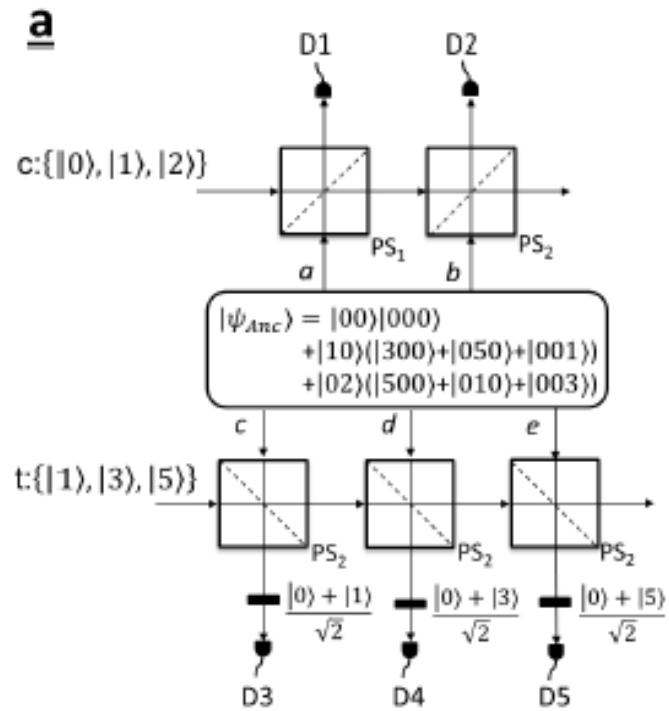 a
D1 D2
c:{|0⟩, |1⟩, |2⟩}
PS₁ PS₂
a b
|ψ_Anc⟩ = |00⟩|000⟩
+|10⟩(|300⟩+|050⟩+|001⟩)
+|02⟩(|500⟩+|010⟩+|003⟩)
c d e
t:{|1⟩, |3⟩, |5⟩}
PS₂ PS₂ PS₂
|0⟩ + |1⟩ |0⟩ + |3⟩ |0⟩ + |5⟩
√2 √2 √2
D3 D4 D5